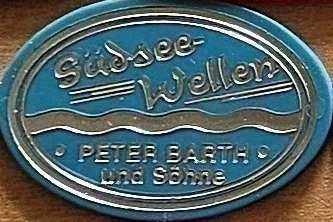 Südsee-
Wellen
• PETER BARTH •
und Söhne